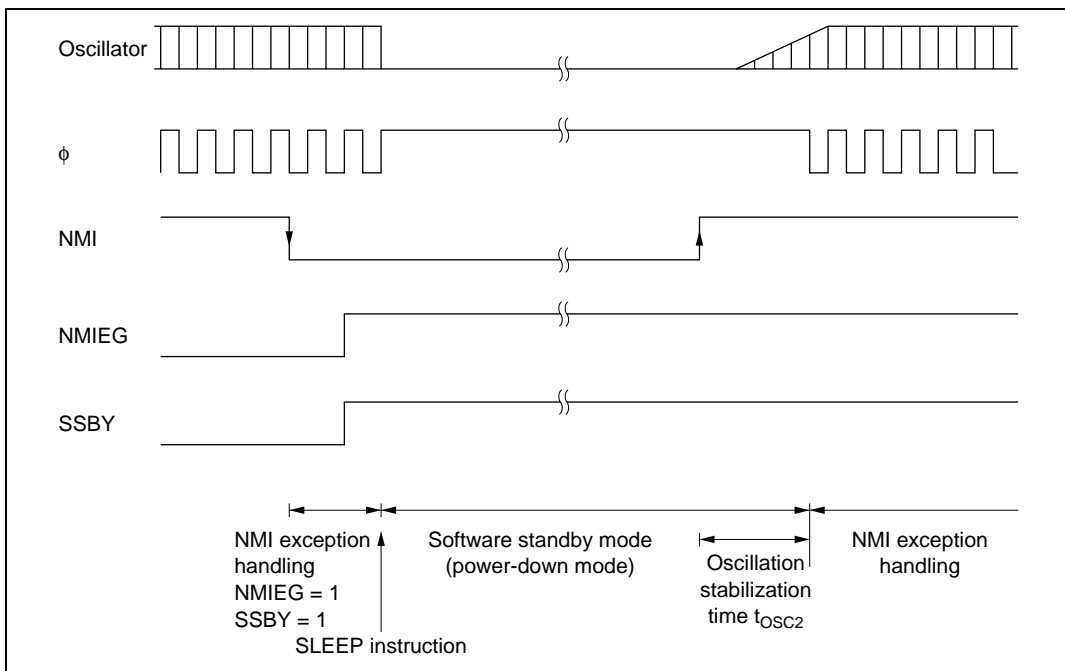 Oscillator
φ
NMI
NMIEG
SSBY
NMI exception
handling
NMIEG = 1
SSBY = 1
SLEEP instruction
Software standby mode
(power-down mode)
Oscillation
stabilization
time tOSC2
NMI exception
handling